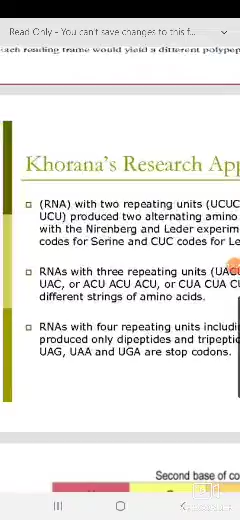 Read Only - You can't save changes to this f...
each reading frame would yield a different polypep
Khorana's Research App
(RNA) with two repeating units (UCUC
UCU) produced two alternating amino
with the Nirenberg and Leder experim
codes for Serine and CUC codes for Le
RNAs with three repeating units (UACU
UAC, or ACU ACU ACU, or CUA CUA CU
different strings of amino acids.
RNAs with four repeating units includi
produced only dipeptides and tripepti
UAG, UAA and UGA are stop codons.
Second base of co